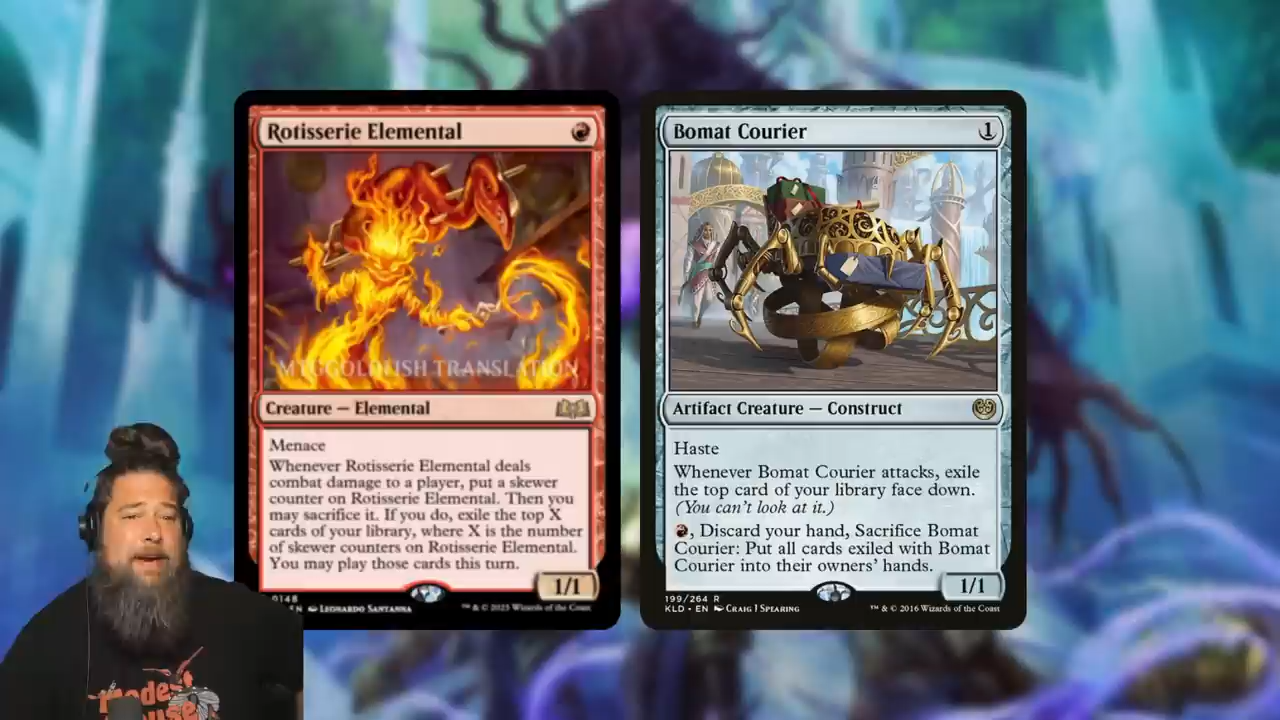 Rotisserie Elemental
MTGGOLDFISH TRANSLATION
Creature — Elemental
Menace
Whenever Rotisserie Elemental deals
combat damage to a player, put a skewer
counter on Rotisserie Elemental. Then you
may sacrifice it. If you do, exile the top X
cards of your library, where X is the number
of skewer counters on Rotisserie Elemental.
You may play those cards this turn.
1/1
0148
EN LEONARDO SANTANNA
™ & © 2023 Wizards of the Coast
Bomat Courier 1
Artifact Creature — Construct
Haste
Whenever Bomat Courier attacks, exile
the top card of your library face down.
(You can't look at it.)
, Discard your hand, Sacrifice Bomat
Courier: Put all cards exiled with Bomat
Courier into their owners' hands.
1/1
199/264 R
KLD • EN CRAIG J SPEARING
™ & © 2016 Wizards of the Coast
Modest
Mouse